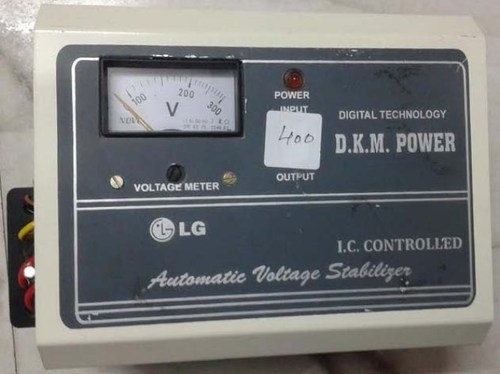 100 200 300
V
POWER
INPUT
400
OUTPUT
DIGITAL TECHNOLOGY
D.K.M. POWER
VOLTAGE METER
LG
I.C. CONTROLLED
Automatic Voltage Stabilizer